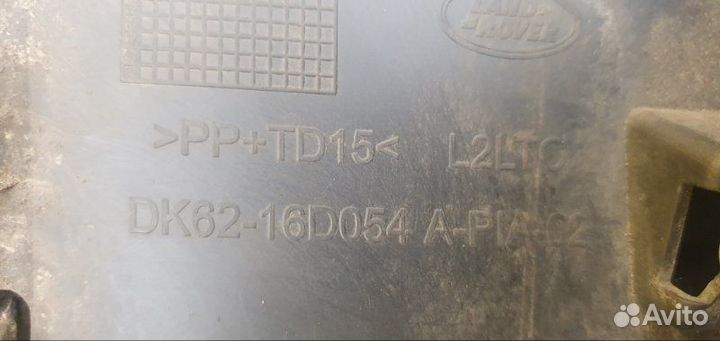 LAND
ROVER
>PP+TD15< L2LTC
DK62-16D054 A-PIA-02
Avito